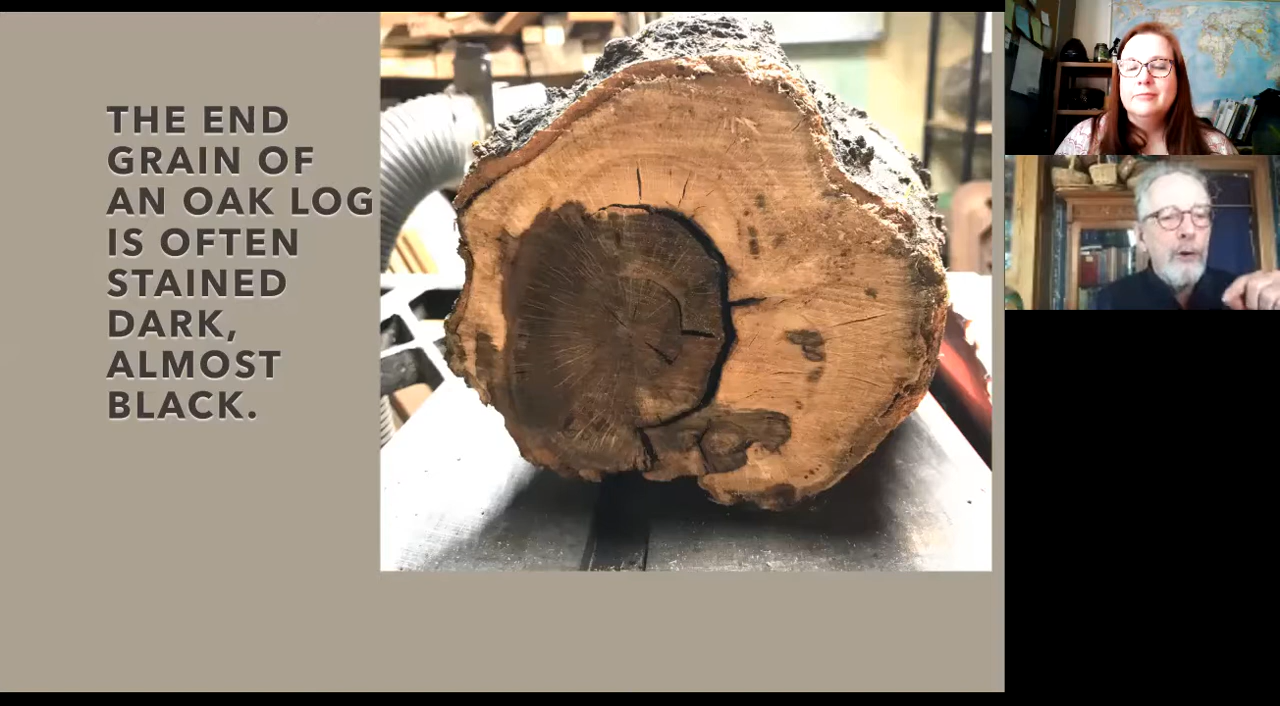 THE END
GRAIN OF
AN OAK LOG
IS OFTEN
STAINED
DARK,
ALMOST
BLACK.